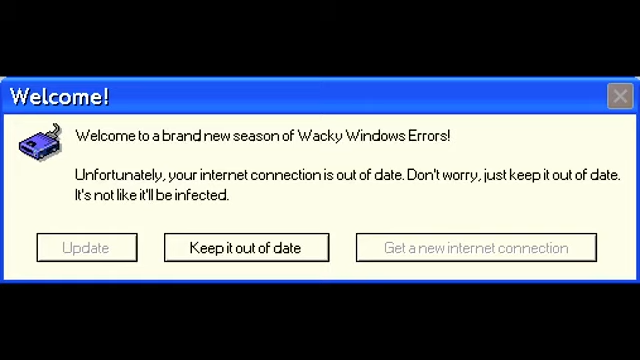 Welcome!
Welcome to a brand new season of Wacky Windows Errors!
Unfortunately, your internet connection is out of date. Don't worry, just keep it out of date.
It's not like it'll be infected.
Update
Keep it out of date
Get a new internet connection